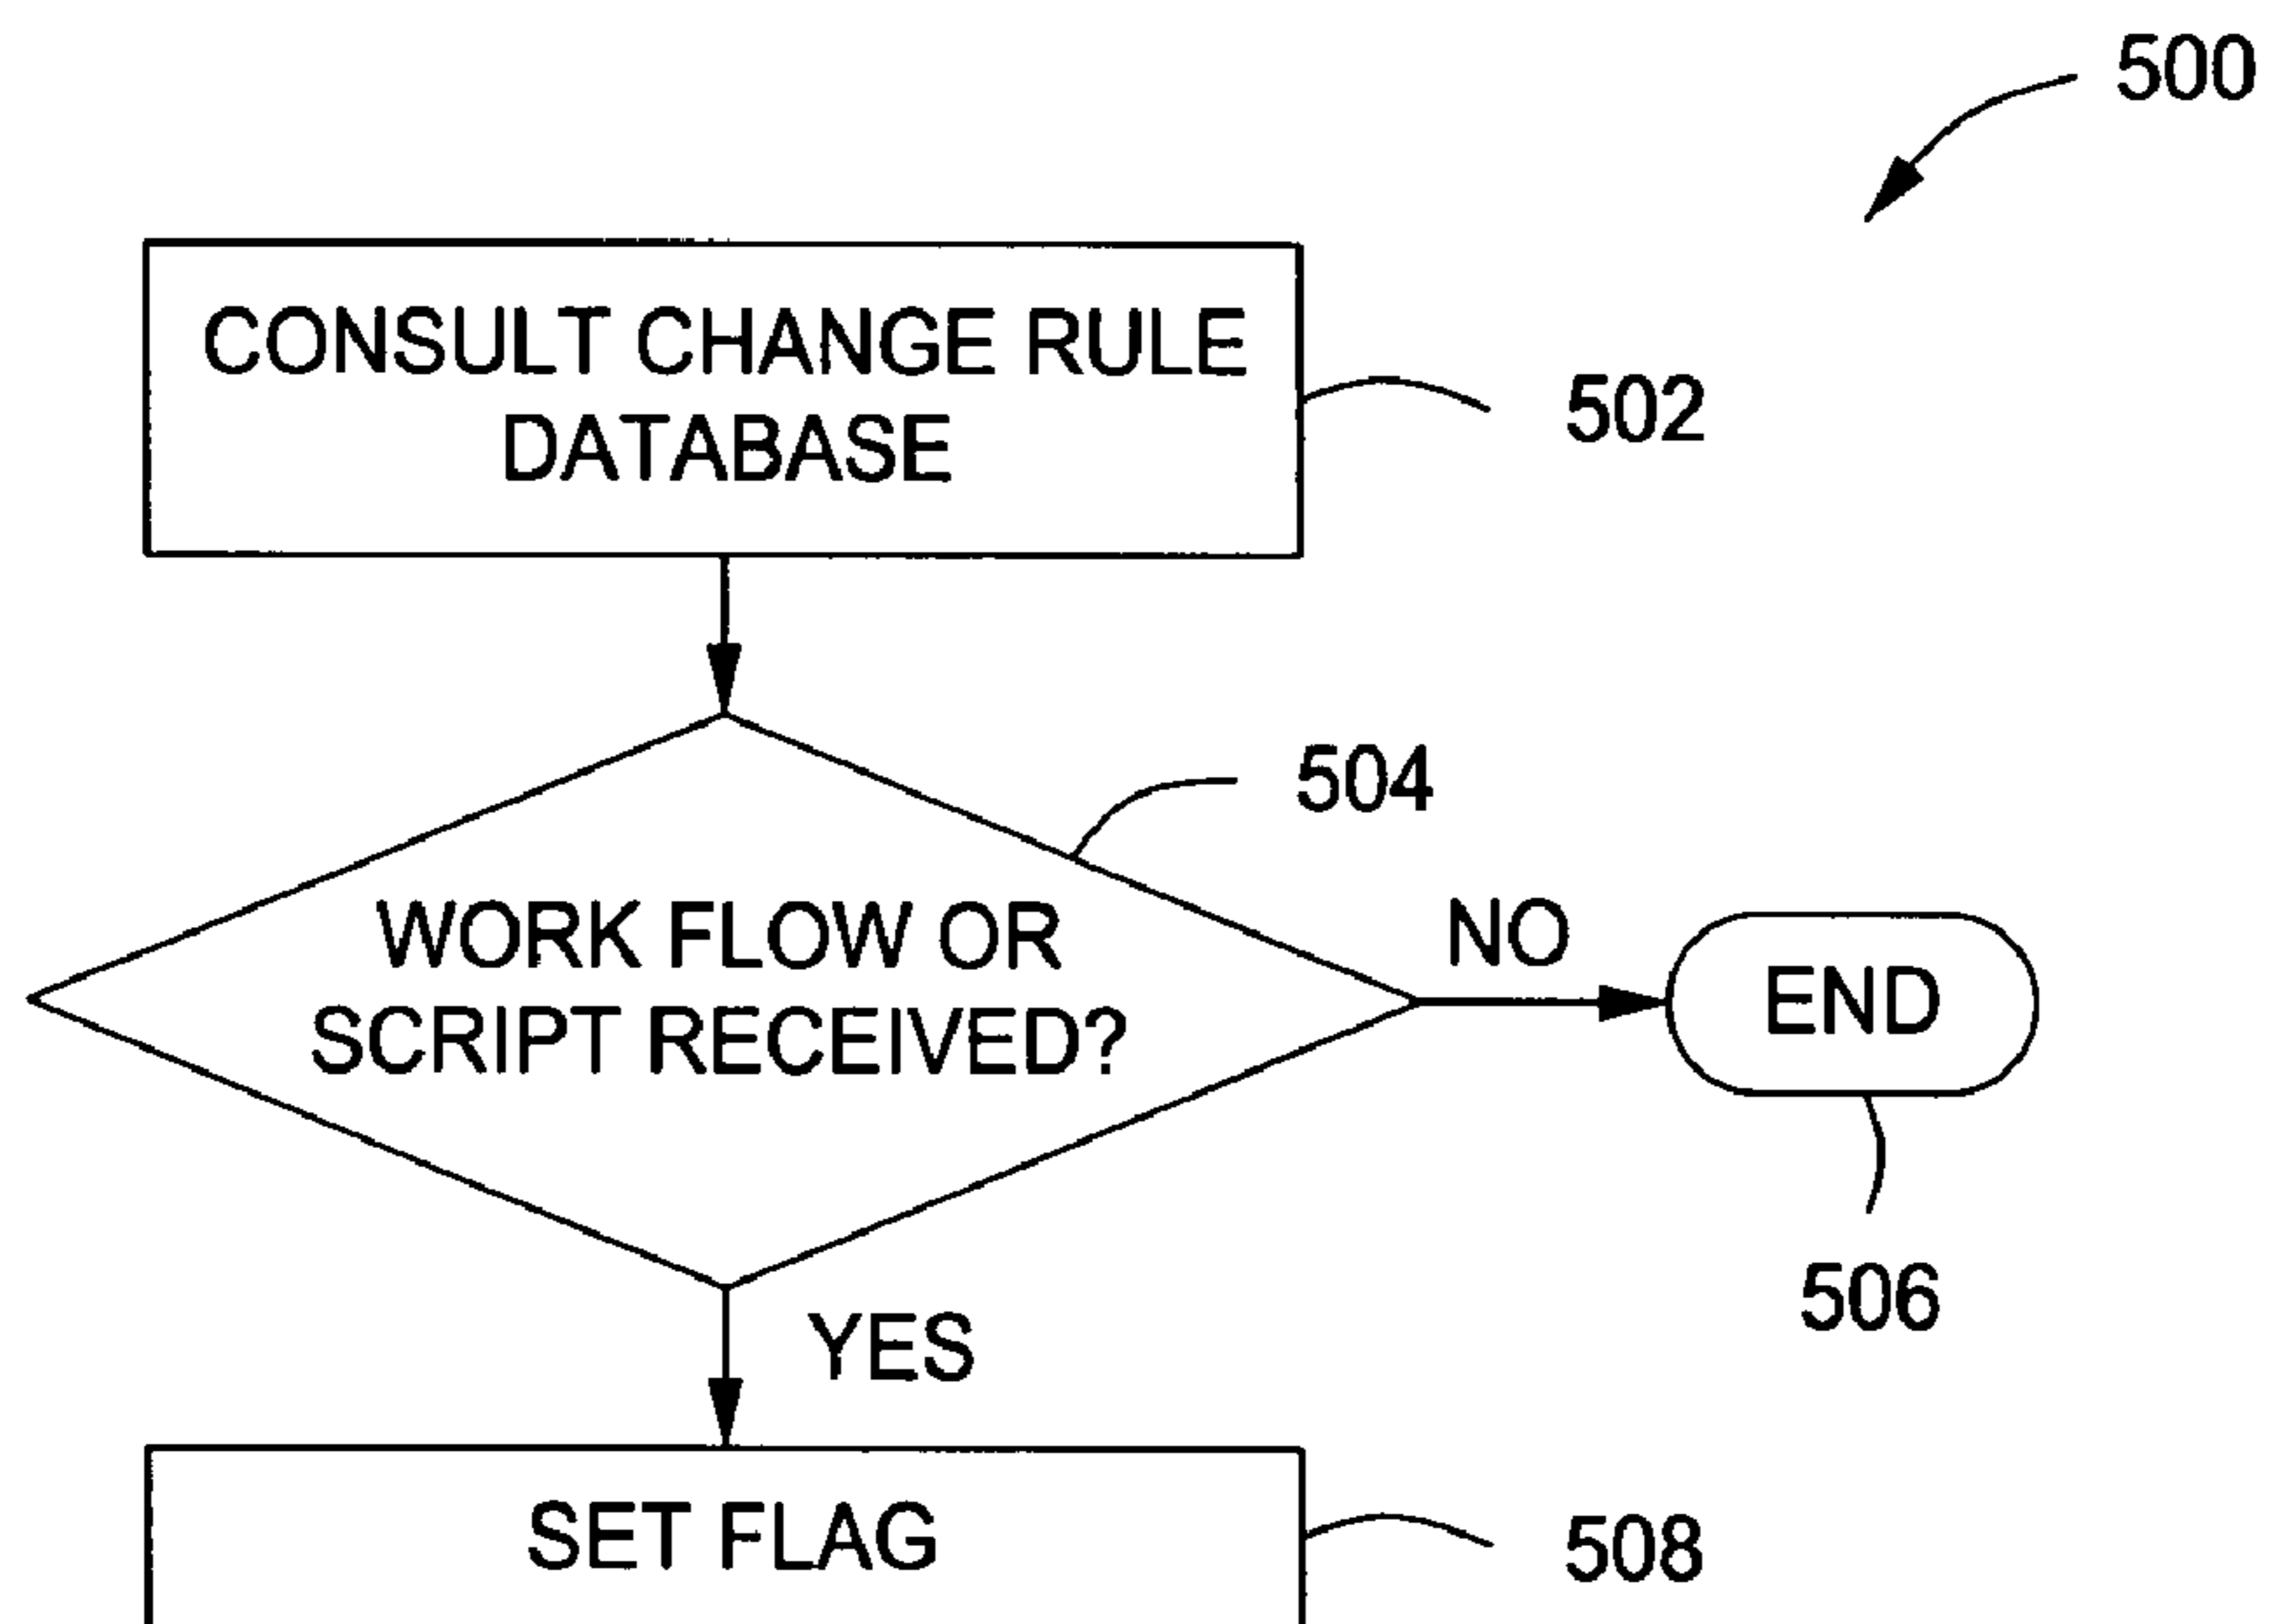 500
CONSULT CHANGE RULE
DATABASE
502
504
WORK FLOW OR
SCRIPT RECEIVED?
NO
END
506
YES
SET FLAG
508